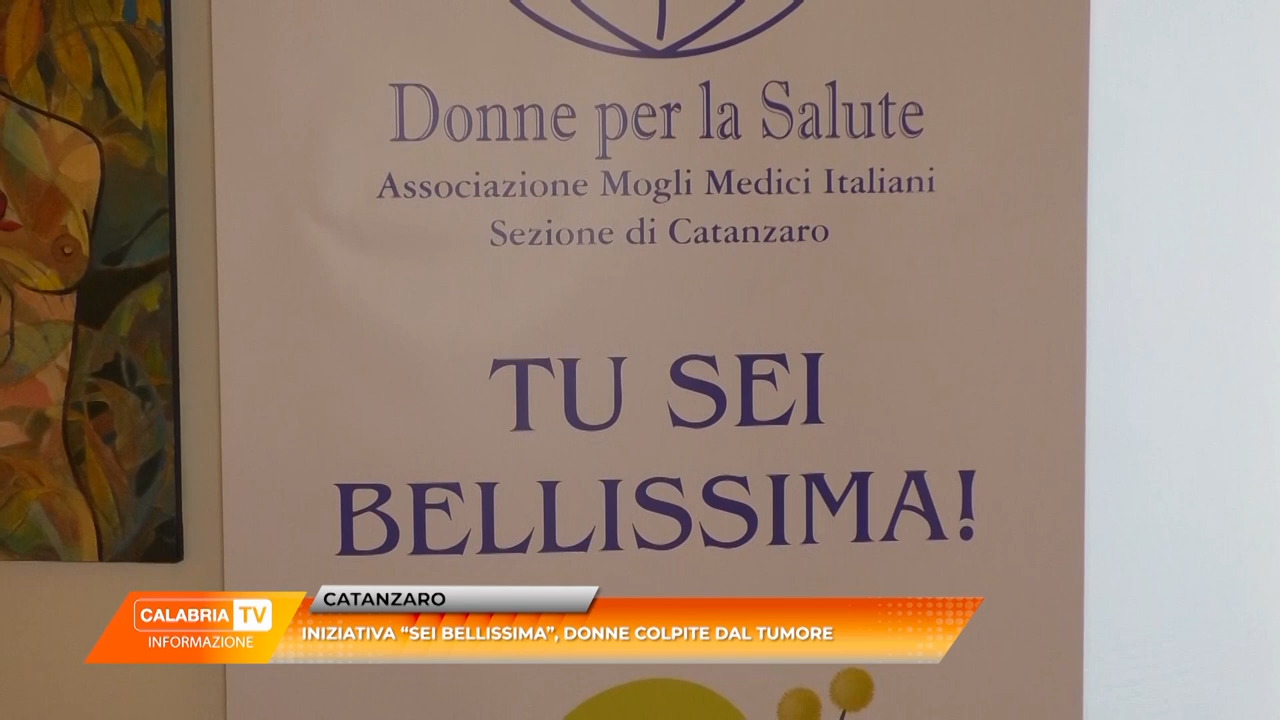 Donne per la Salute
Associazione Mogli Medici Italiani
Sezione di Catanzaro
TU SEI
BELLISSIMA!
CATANZARO
CALABRIA TV
INFORMAZIONE
INIZIATIVA “SEI BELLISSIMA”, DONNE COLPITE DAL TUMORE